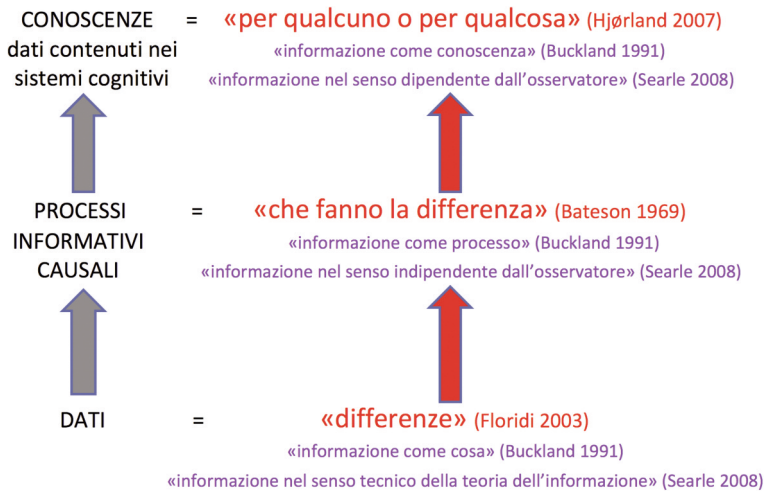 CONOSCENZE = «per qualcuno o per qualcosa» (Hjørland 2007)
dati contenuti nei «informazione come conoscenza» (Buckland 1991)
sistemi cognitivi «informazione nel senso dipendente dall’osservatore» (Searle 2008)
PROCESSI = «che fanno la differenza» (Bateson 1969)
INFORMATIVI «informazione come processo» (Buckland 1991)
CAUSALI «informazione nel senso indipendente dall’osservatore» (Searle 2008)
DATI = «differenze» (Floridi 2003)
«informazione come cosa» (Buckland 1991)
«informazione nel senso tecnico della teoria dell’informazione» (Searle 2008)